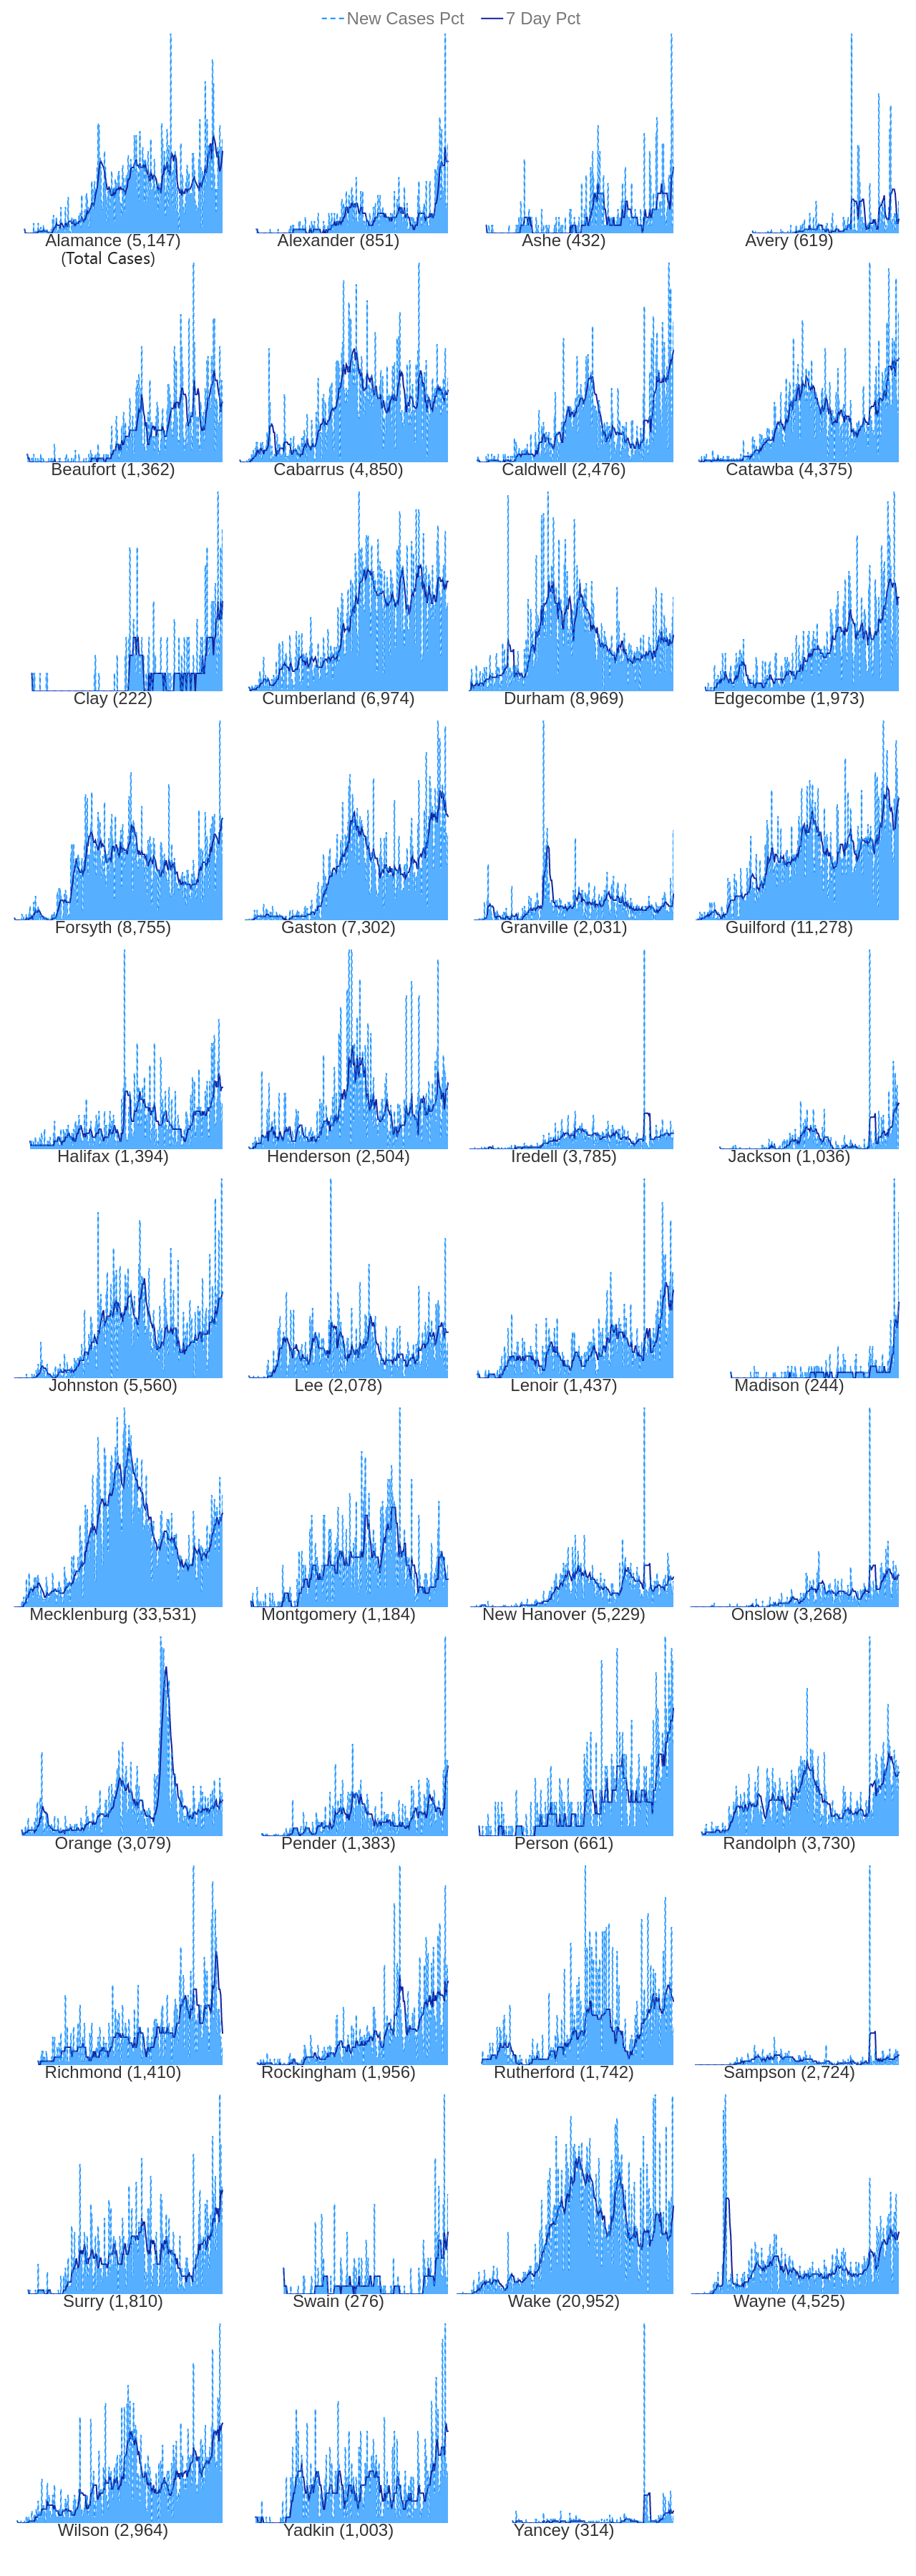 New Cases Pct 7 Day Pct
Alamance (5,147) Alexander (851) Ashe (432) Avery (619)
(Total Cases)
Beaufort (1,362) Cabarrus (4,850) Caldwell (2,476) Catawba (4,375)
Clay (222) Cumberland (6,974) Durham (8,969) Edgecombe (1,973)
Forsyth (8,755) Gaston (7,302) Granville (2,031) Guilford (11,278)
Halifax (1,394) Henderson (2,504) Iredell (3,785) Jackson (1,036)
Johnston (5,560) Lee (2,078) Lenoir (1,437) Madison (244)
Mecklenburg (33,531) Montgomery (1,184) New Hanover (5,229) Onslow (3,268)
Orange (3,079) Pender (1,383) Person (661) Randolph (3,730)
Richmond (1,410) Rockingham (1,956) Rutherford (1,742) Sampson (2,724)
Surry (1,810) Swain (276) Wake (20,952) Wayne (4,525)
Wilson (2,964) Yadkin (1,003) Yancey (314)